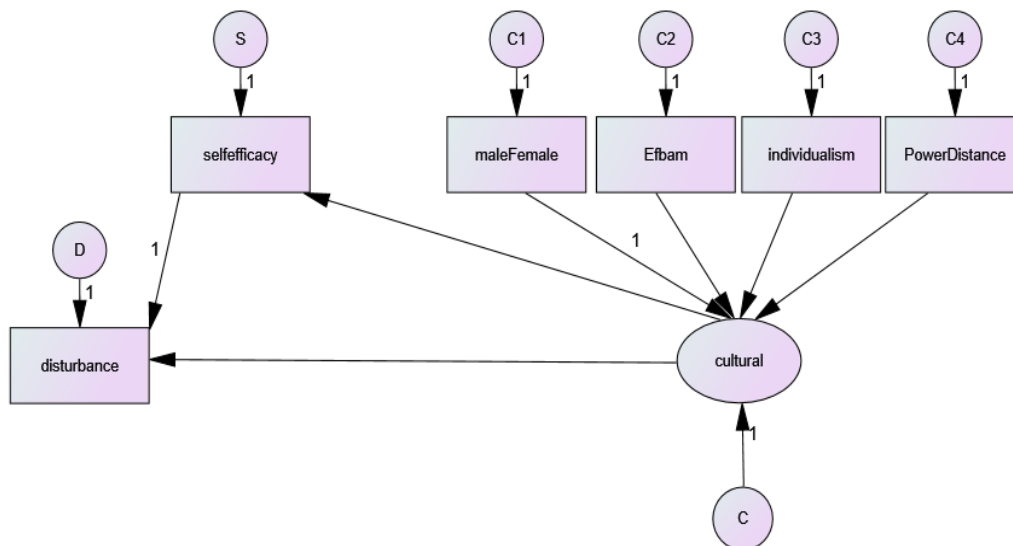 S
C1
C2
C3
C4
1
1
1
1
1
selfefficacy
maleFemale
Efbam
individualism
PowerDistance
1
1
D
1
disturbance
cultural
1
C